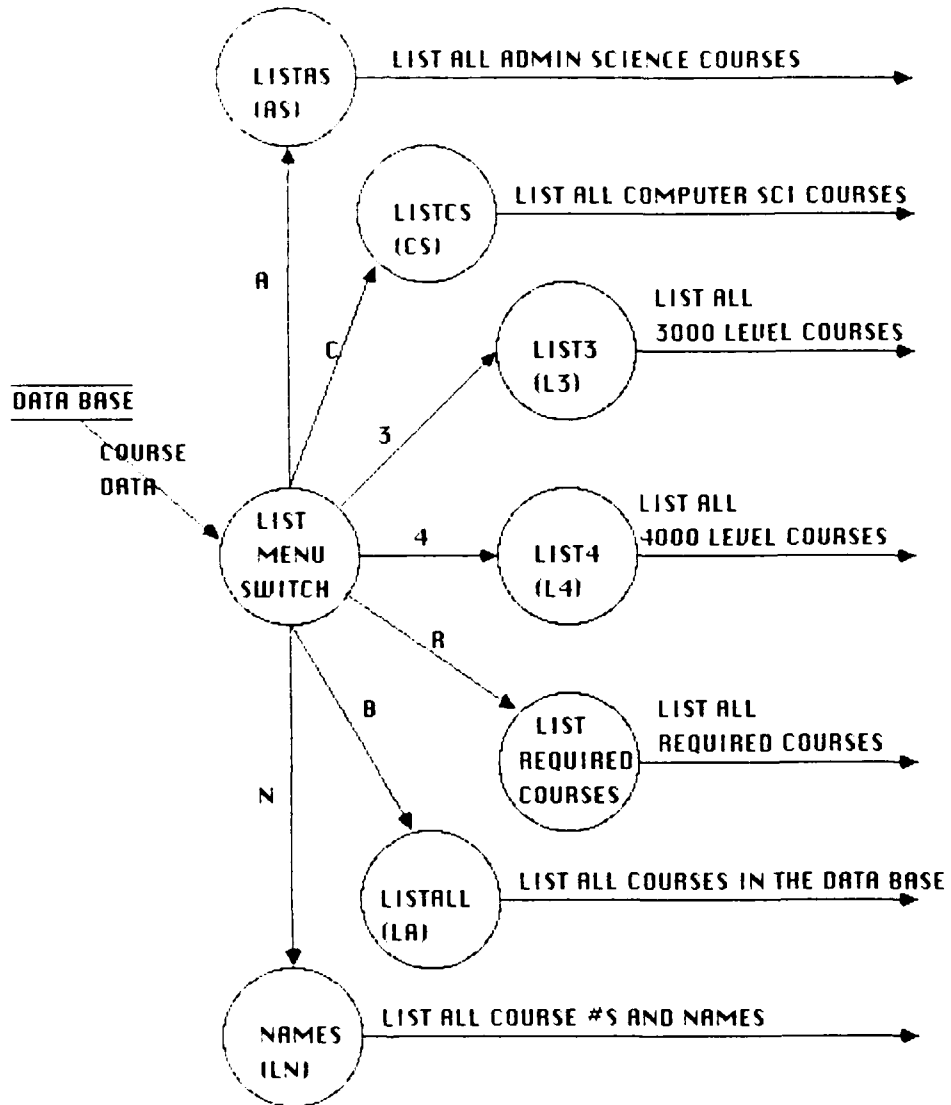 LISTAS
(AS)
LIST ALL ADMIN SCIENCE COURSES
LISTCS
(CS)
LIST ALL COMPUTER SCI COURSES
A
C
LIST3
(L3)
LIST ALL
3000 LEVEL COURSES
3
DATA BASE
COURSE
DATA
LIST
MENU
SWITCH
4
LIST4
(L4)
LIST ALL
4000 LEVEL COURSES
R
LIST
REQUIRED
COURSES
LIST ALL
REQUIRED COURSES
B
N
LISTALL
(LA)
LIST ALL COURSES IN THE DATA BASE
NAMES
(LN)
LIST ALL COURSE #S AND NAMES